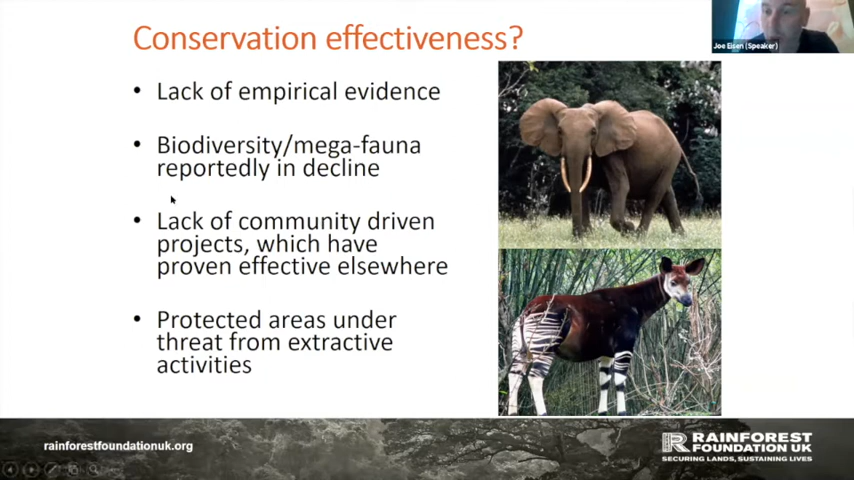 Conservation effectiveness?
Joe Eisen (Speaker)
• Lack of empirical evidence
• Biodiversity/mega-fauna
reportedly in decline
• Lack of community driven
projects, which have
proven effective elsewhere
• Protected areas under
threat from extractive
activities
rainforestfoundationuk.org
RAINFOREST
FOUNDATION UK
SECURING LANDS, SUSTAINING LIVES